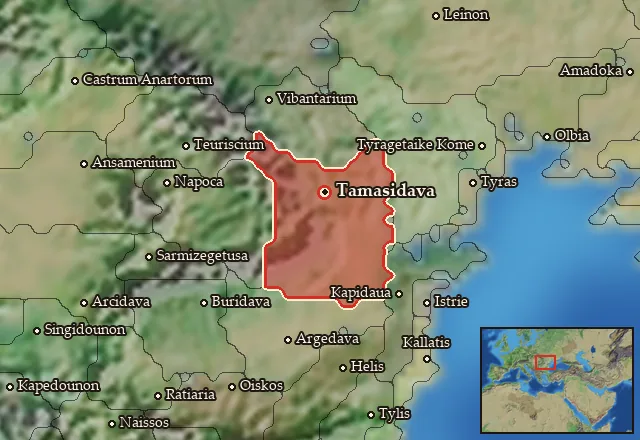 Leinon
Castrum Anartorum
Amadoka
Vibantarium
Teuriscium
Tyragetaike Kome
Olbia
Ansamenium
Napoca
Tamasidava
Tyras
Sarmizegetusa
Arcidava
Buridava
Kapidaua
Istrie
Singidounon
Argedava
Kallatis
Helis
Kapedounon
Ratiaria
Oiskos
Naissos
Tylis